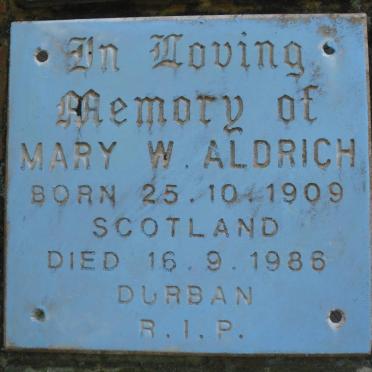 In Loving
Memory of
MARY W. ALDRICH
BORN 25.10.1909
SCOTLAND
DIED 16.9.1986
DURBAN
R.I.P.